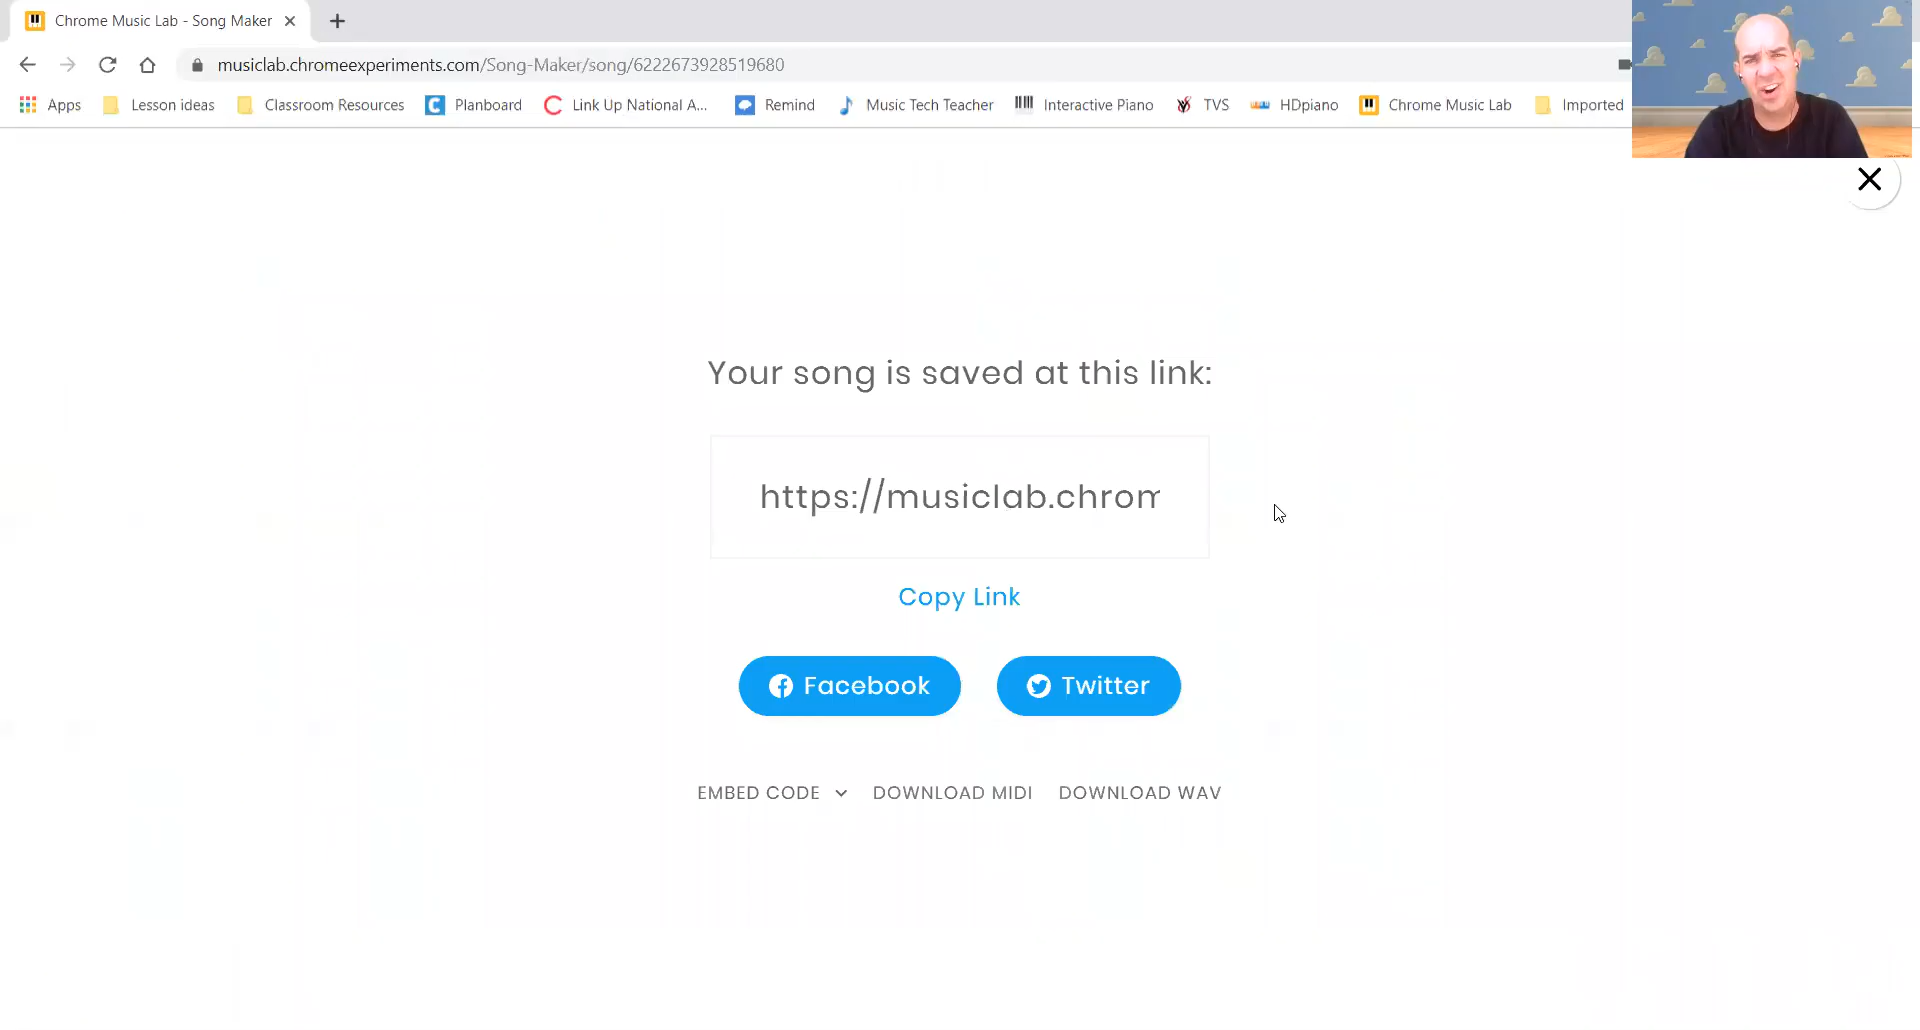 Chrome Music Lab - Song Maker
musiclab.chromeexperiments.com/Song-Maker/song/6222673928519680
Apps Lesson ideas Classroom Resources Planboard Link Up National A... Remind Music Tech Teacher Interactive Piano TVS HDpiano Chrome Music Lab Imported
Your song is saved at this link:
https://musiclab.chrom
Copy Link
Facebook Twitter
EMBED CODE DOWNLOAD MIDI DOWNLOAD WAV